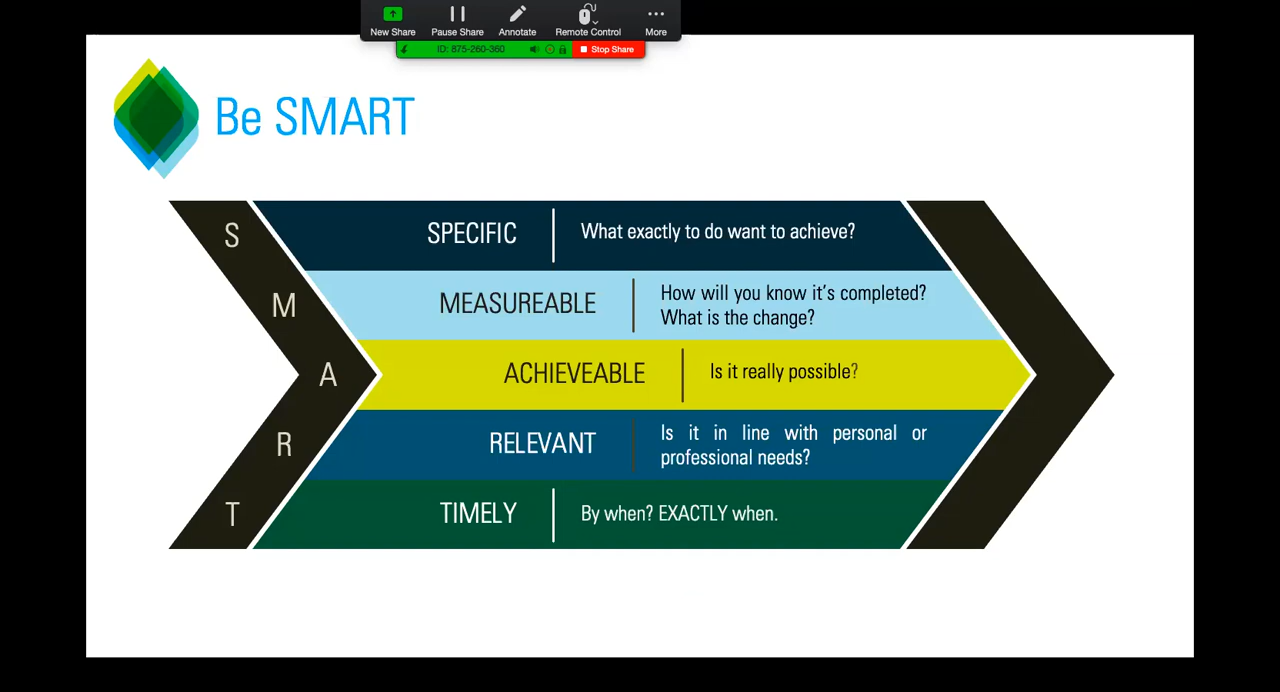 New Share
Pause Share
Annotate
Remote Control
More
ID: 875-260-360
Stop Share
Be SMART
S
SPECIFIC
What exactly to do want to achieve?
M
MEASUREABLE
How will you know it's completed?
What is the change?
A
ACHIEVEABLE
Is it really possible?
R
RELEVANT
Is it in line with personal or
professional needs?
T
TIMELY
By when? EXACTLY when.